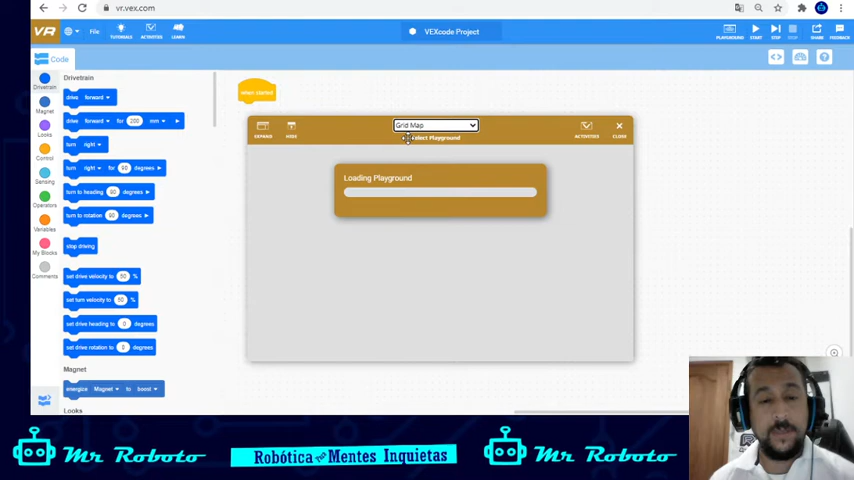 vr.vex.com
VR
File
TUTORIALS
ACTIVITIES
LEARN
VEXcode Project
PLAYGROUND
START
STEP
STOP
SHARE
FEEDBACK
Code
Drivetrain
Magnet
Looks
Control
Sensing
Operators
Variables
My Blocks
Comments
Drivetrain
drive forward
drive forward for 200 mm
turn right
turn right for 90 degrees
turn to heading 90 degrees
turn to rotation 90 degrees
stop driving
set drive velocity to 50 %
set turn velocity to 50 %
set drive heading to 0 degrees
set drive rotation to 0 degrees
Magnet
energize Magnet to boost
Looks
when started
EXPAND
HIDE
Grid Map
Select Playground
ACTIVITIES
CLOSE
Loading Playground
Mr Roboto
Robótica Para Mentes Inquietas
Mr Roboto